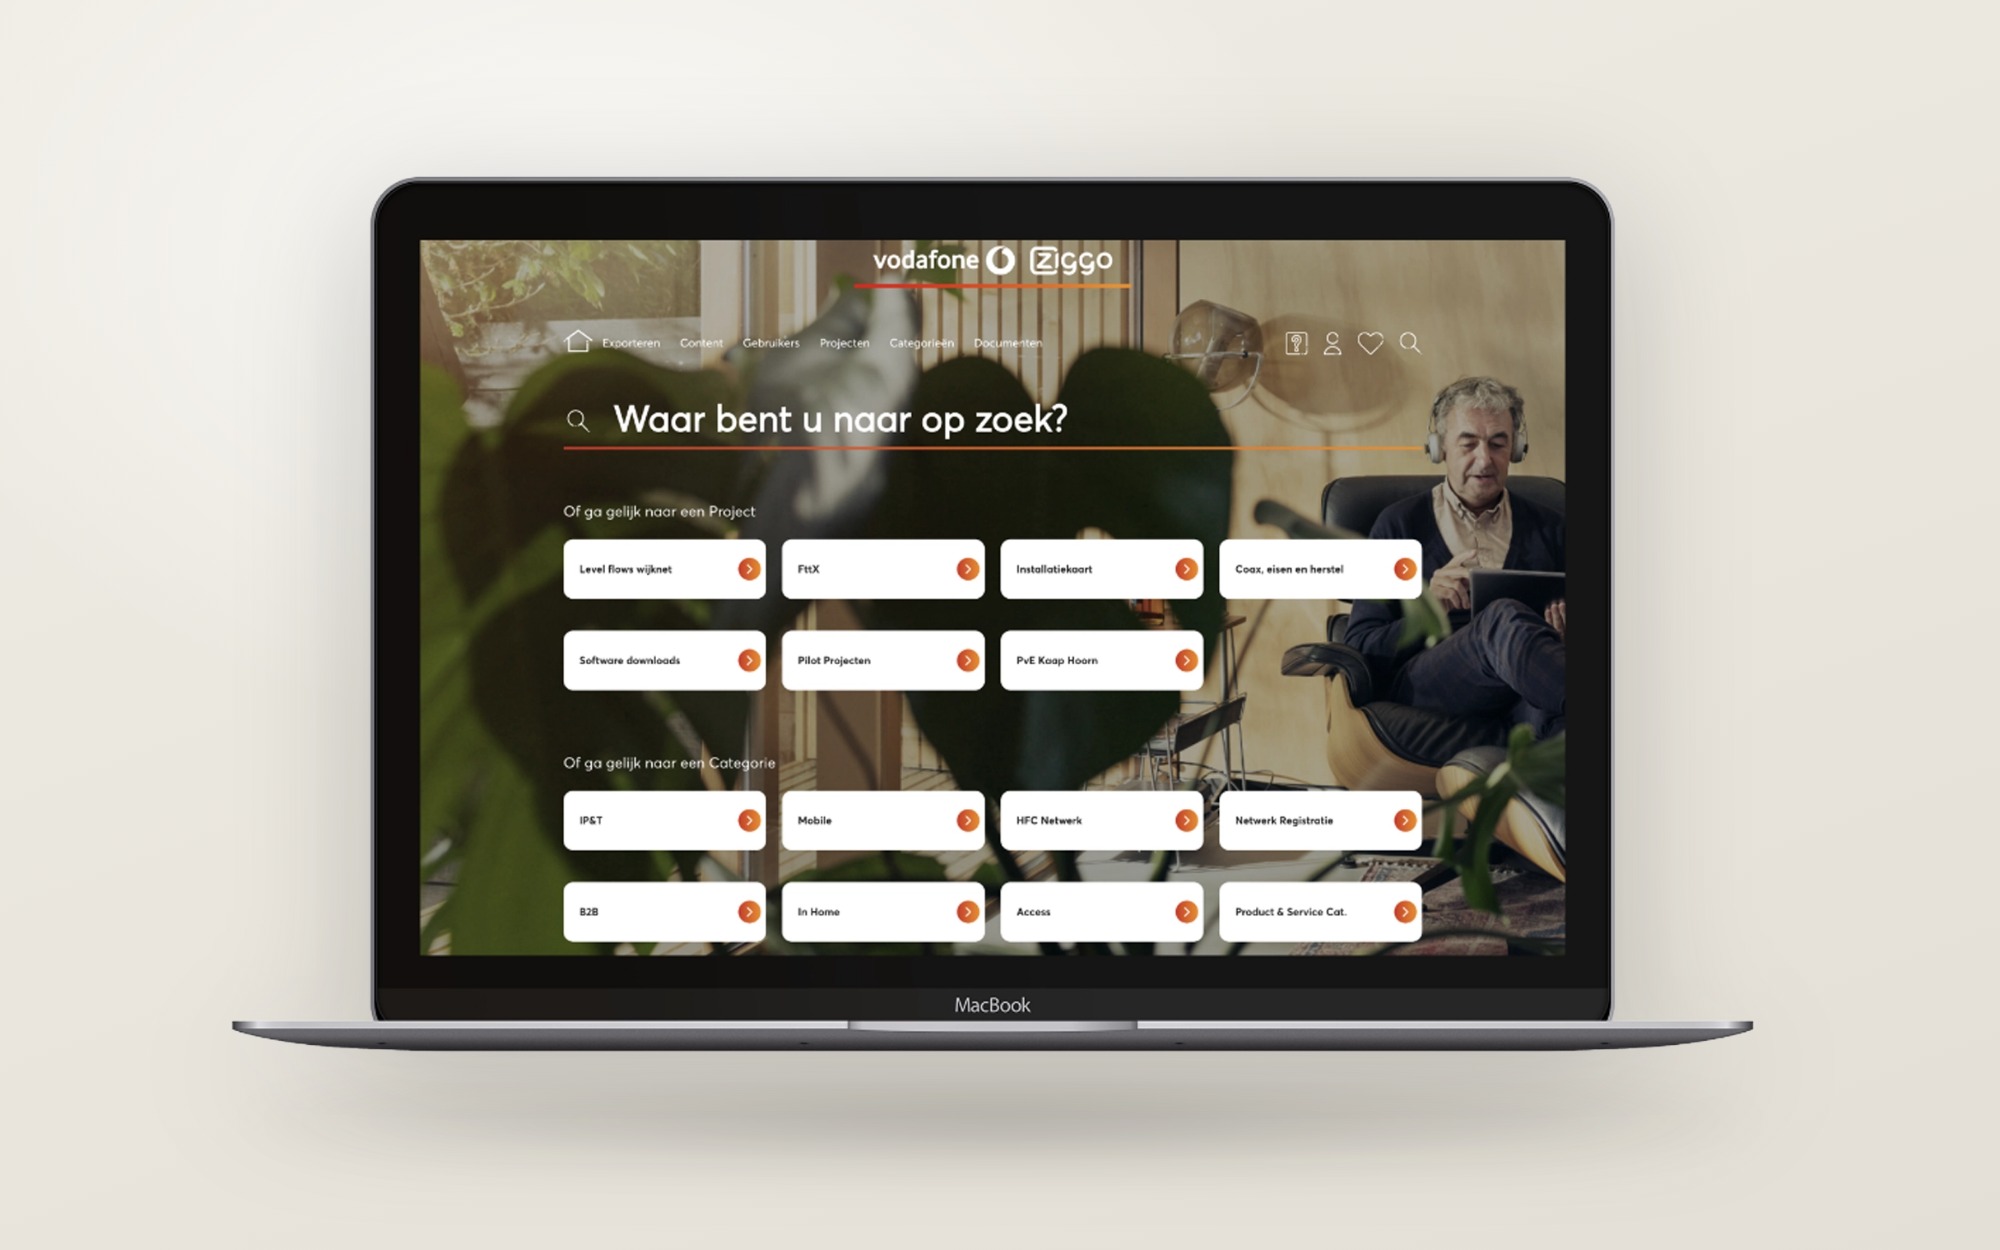 vodafone Ziggo
Exporteren Content Gebruikers Projecten Categorieën Documenten
Waar bent u naar op zoek?
Of ga gelijk naar een Project
Level flows wijknet FttX Installatiekaart Coax, eisen en herstel
Software downloads Pilot Projecten PvE Kaap Hoorn
Of ga gelijk naar een Categorie
IP&T Mobile HFC Netwerk Netwerk Registratie
B2B In Home Access Product & Service Cat.
MacBook